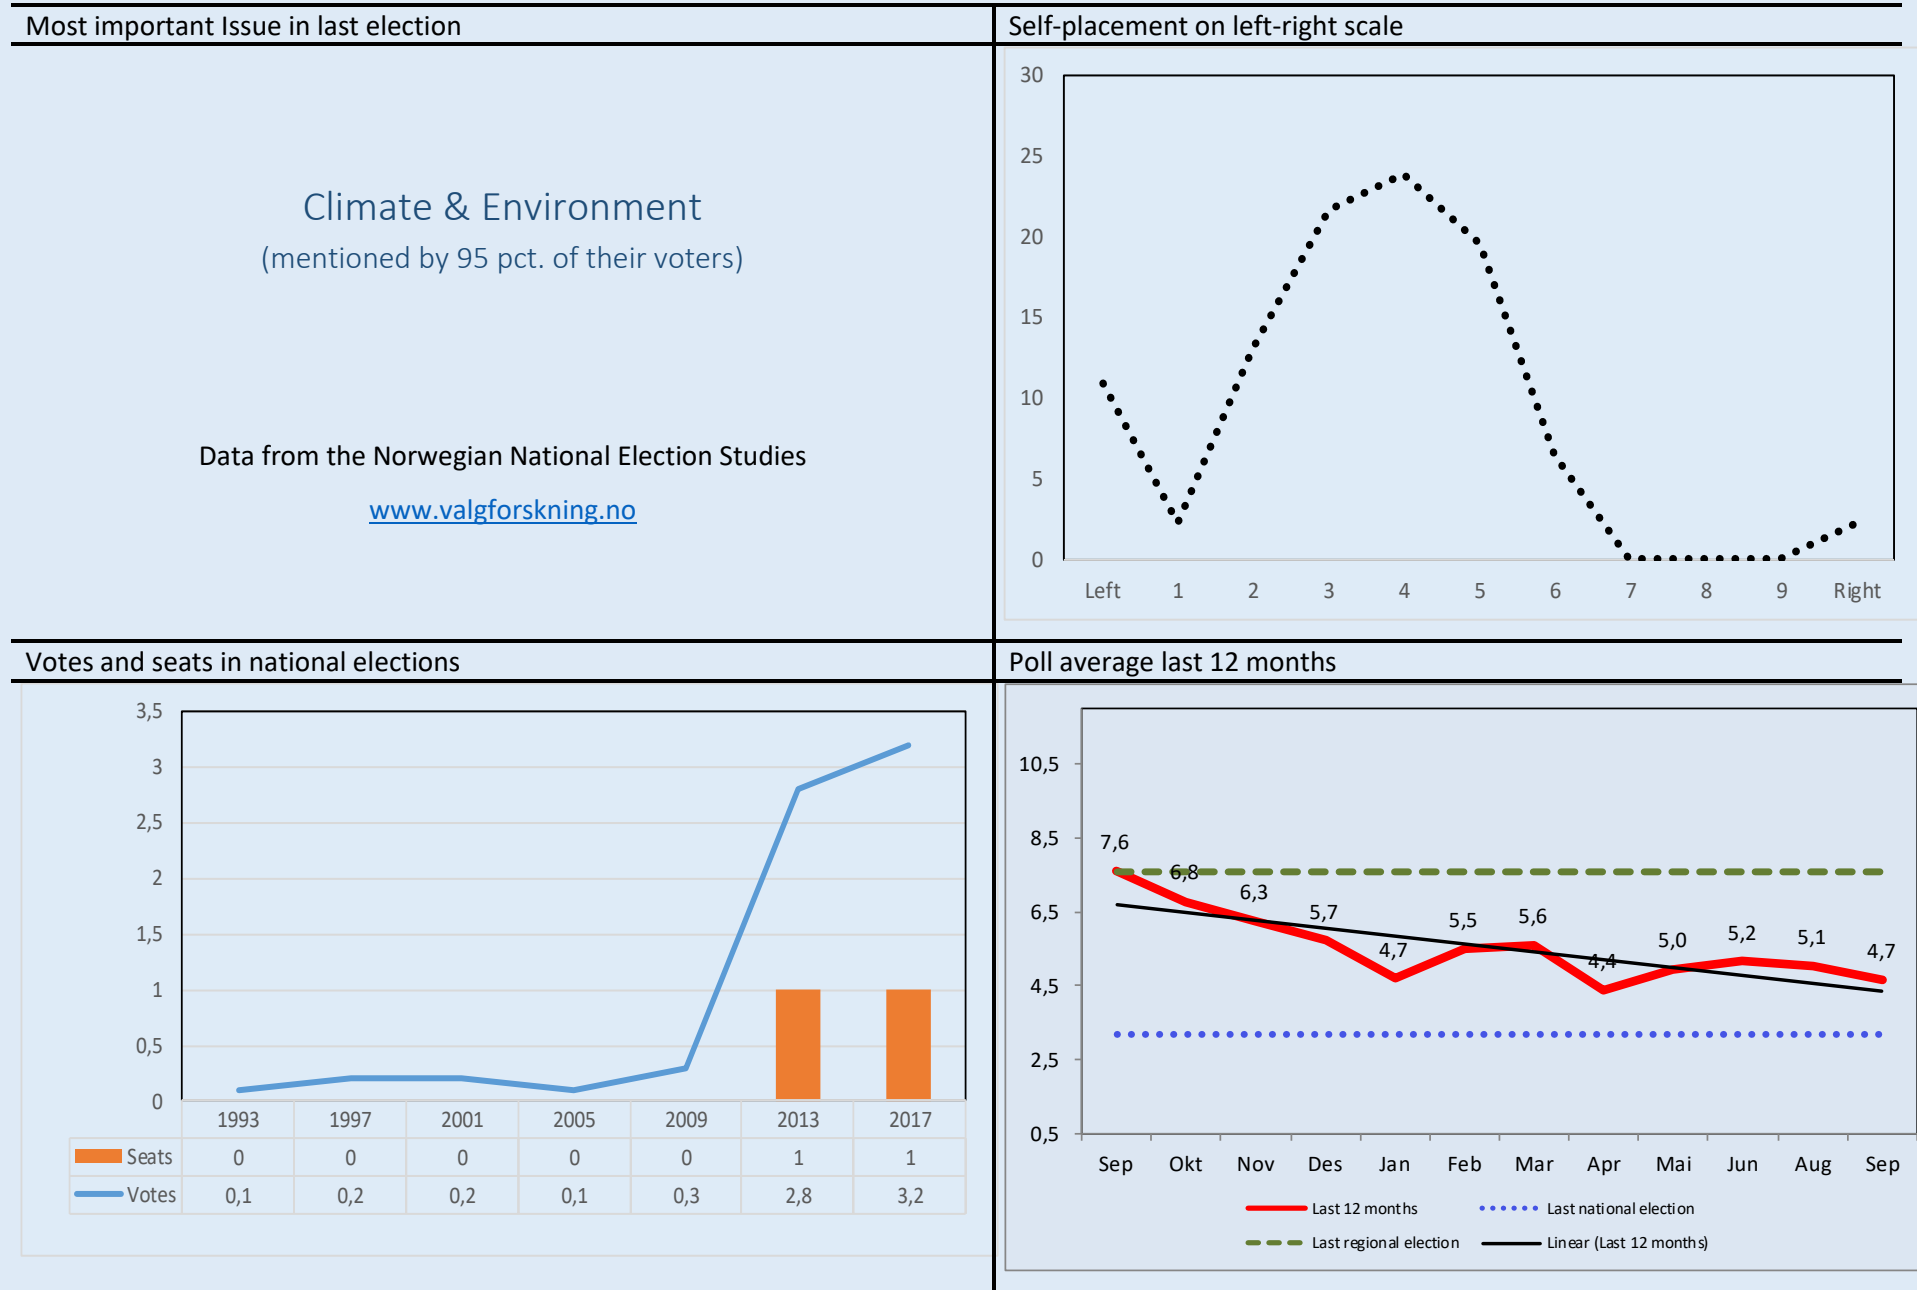 Most important Issue in last election
Climate & Environment
(mentioned by 95 pct. of their voters)
Data from the Norwegian National Election Studies
www.valgforskning.no
Self-placement on left-right scale
30
25
20
15
10
5
0
Left 1 2 3 4 5 6 7 8 9 Right
Votes and seats in national elections
3,5
3
2,5
2
1,5
1
0,5
0
1993 1997 2001 2005 2009 2013 2017
Seats 0 0 0 0 0 1 1
Votes 0,1 0,2 0,2 0,1 0,3 2,8 3,2
Poll average last 12 months
10,5
8,5
6,5
4,5
2,5
0,5
7,6 6,8 6,3 5,7 4,7 5,5 5,6 4,4 5,0 5,2 5,1 4,7
Sep Okt Nov Des Jan Feb Mar Apr Mai Jun Aug Sep
Last 12 months Last national election
Last regional election Linear (Last 12 months)